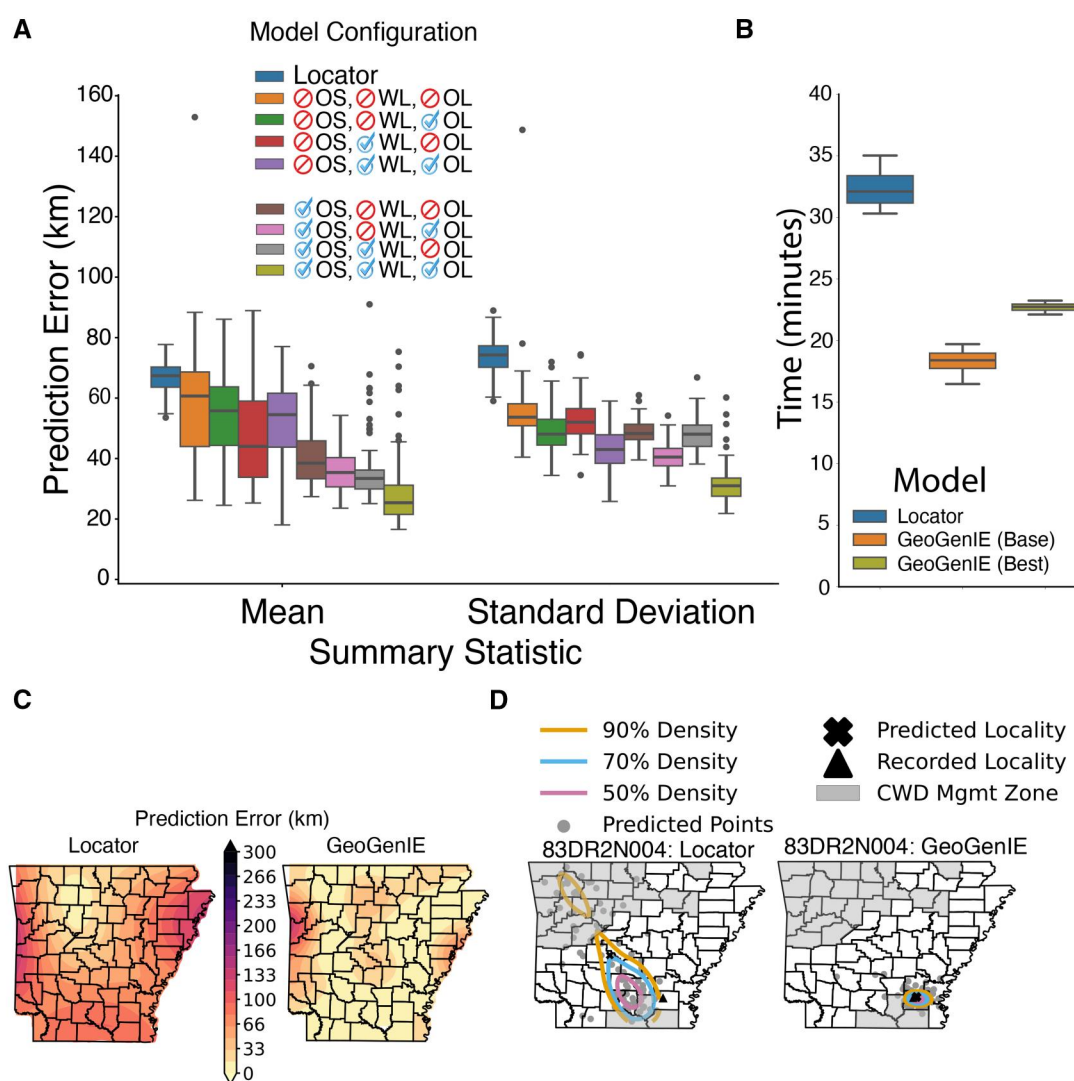 A
Model Configuration
Locator
OS, WL, OL
OS, WL, OL
OS, WL, OL
OS, WL, OL
OS, WL, OL
OS, WL, OL
OS, WL, OL
OS, WL, OL
160
140
120
100
80
60
40
20
0
Prediction Error (km)
Mean
Standard Deviation
Summary Statistic
B
40
35
30
25
20
15
10
5
0
Time (minutes)
Model
Locator
GeoGenIE (Base)
GeoGenIE (Best)
C
Prediction Error (km)
Locator
GeoGenIE
300
266
233
200
166
133
100
66
33
0
D
90% Density
70% Density
50% Density
Predicted Points
Predicted Locality
Recorded Locality
CWD Mgmt Zone
83DR2N004: Locator
83DR2N004: GeoGenIE